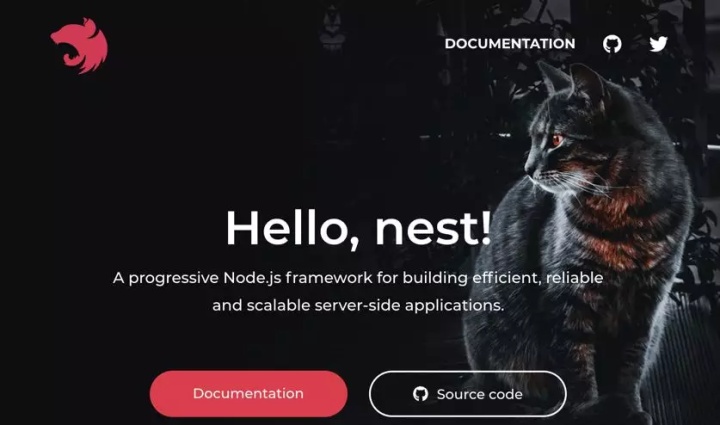 DOCUMENTATION
Hello, nest!
A progressive Node.js framework for building efficient, reliable
and scalable server-side applications.
Documentation
Source code